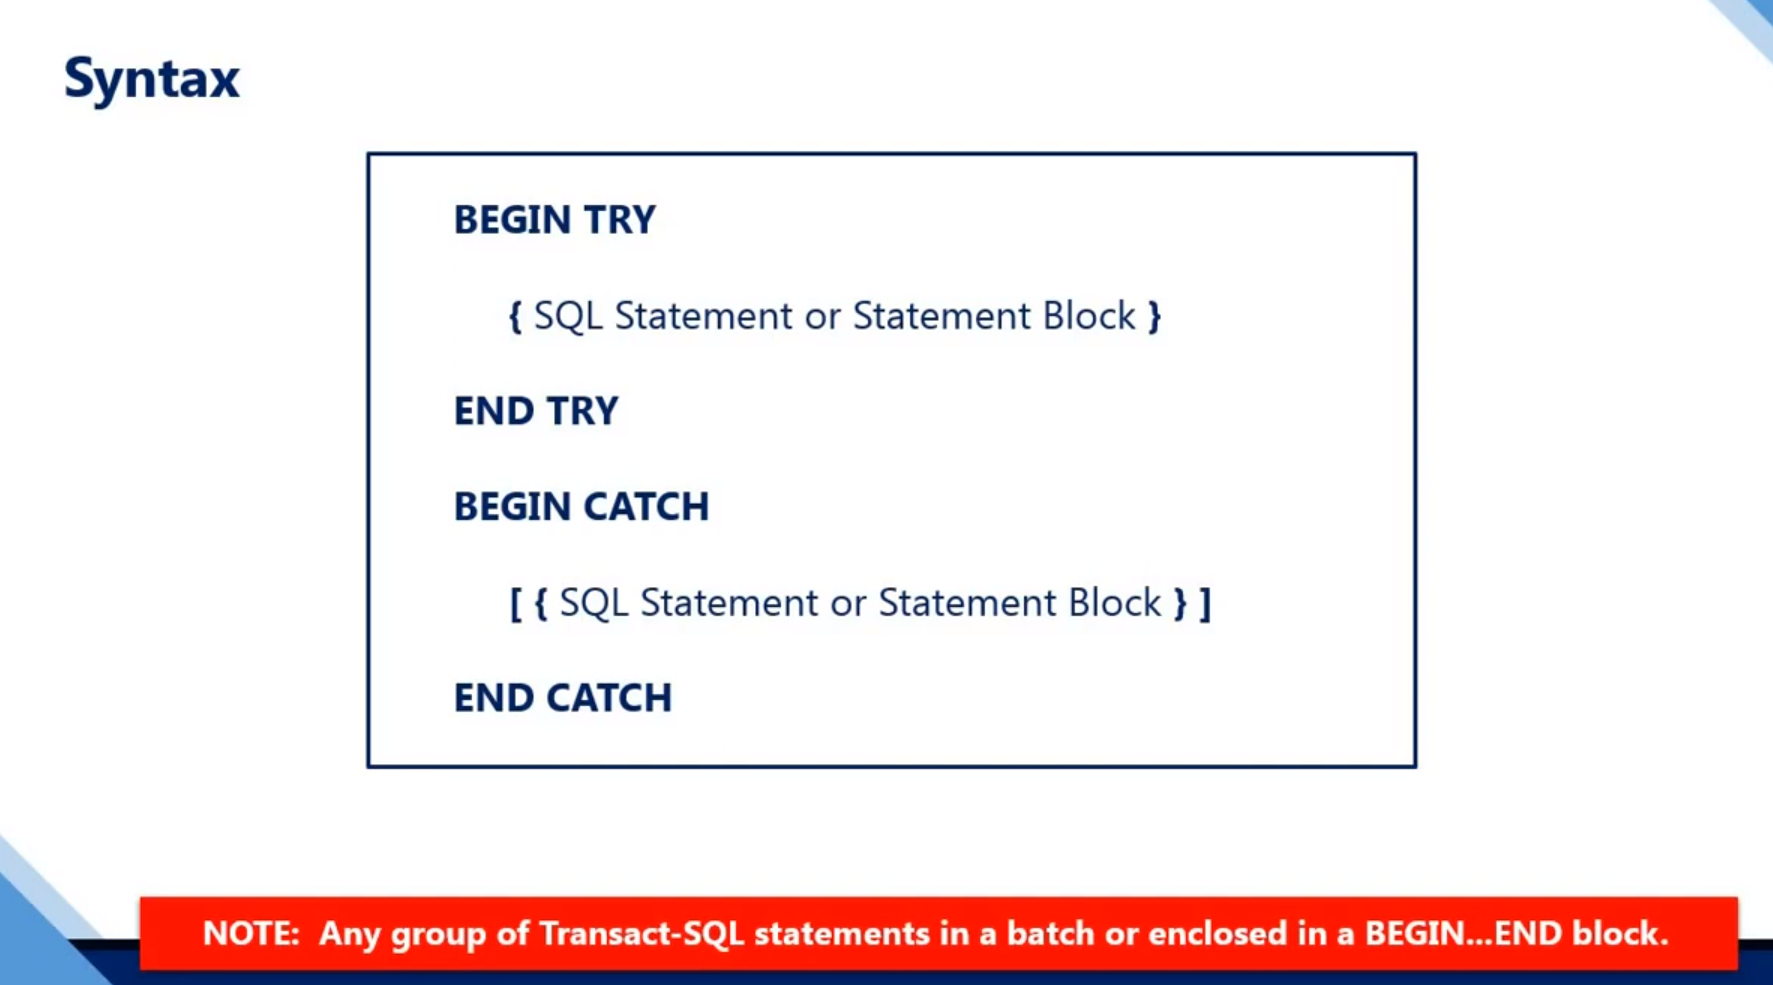 Syntax
BEGIN TRY
{ SQL Statement or Statement Block }
END TRY
BEGIN CATCH
[ { SQL Statement or Statement Block } ]
END CATCH
NOTE:  Any group of Transact-SQL statements in a batch or enclosed in a BEGIN...END block.